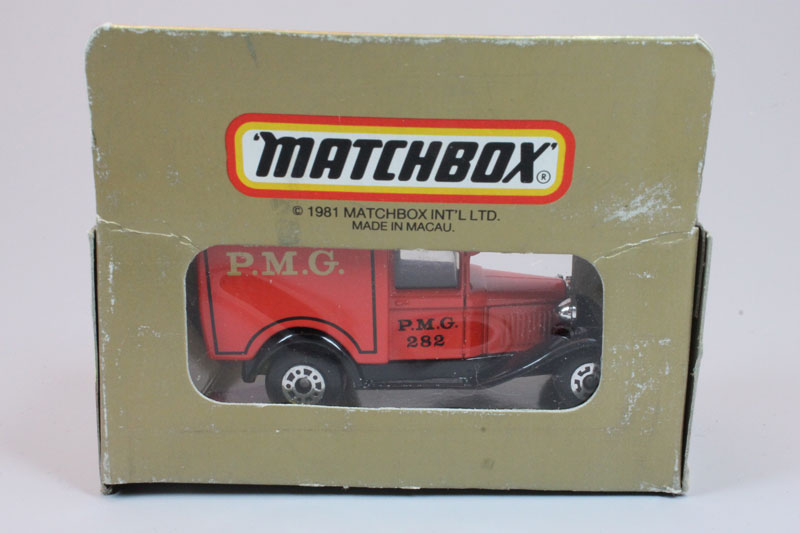 'MATCHBOX' ®
© 1981 MATCHBOX INT'L LTD.
MADE IN MACAU.
P.M.G.
P.M.G.
282